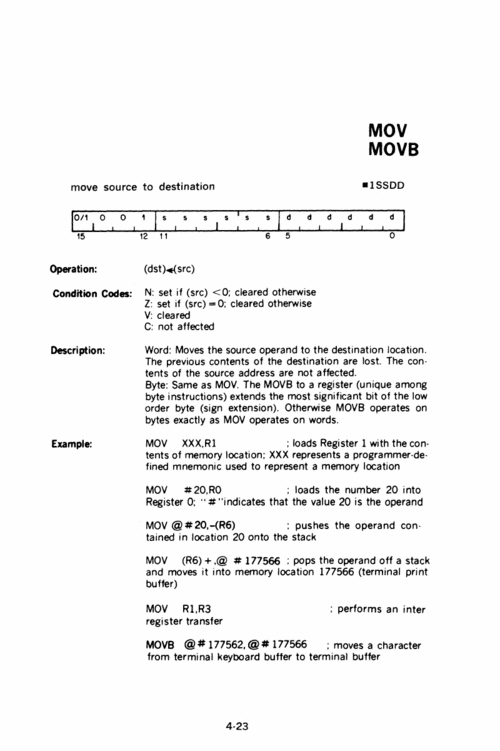 MOV
MOVB
move source to destination ■1SSDD
0/1 0 0 1 s s s s s s d d d d d d
15 12 11 6 5 0
Operation: (dst)◄(src)
Condition Codes: N: set if (src) <0; cleared otherwise
Z: set if (src) = 0; cleared otherwise
V: cleared
C: not affected
Description: Word: Moves the source operand to the destination location.
The previous contents of the destination are lost. The con-
tents of the source address are not affected.
Byte: Same as MOV. The MOVB to a register (unique among
byte instructions) extends the most significant bit of the low
order byte (sign extension). Otherwise MOVB operates on
bytes exactly as MOV operates on words.
Example: MOV XXX,R1 ; loads Register 1 with the con-
tents of memory location; XXX represents a programmer-de-
fined mnemonic used to represent a memory location
MOV #20,R0 ; loads the number 20 into
Register 0; "#"indicates that the value 20 is the operand
MOV @#20,-(R6) ; pushes the operand con-
tained in location 20 onto the stack
MOV (R6)+,@ # 177566 ; pops the operand off a stack
and moves it into memory location 177566 (terminal print
buffer)
MOV R1,R3 ; performs an inter
register transfer
MOVB @#177562,@#177566 ; moves a character
from terminal keyboard buffer to terminal buffer
4-23